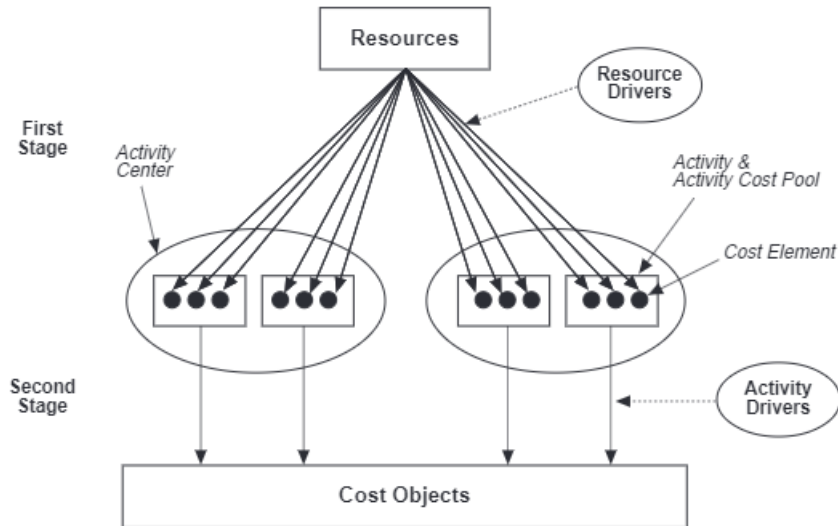 Resources
Resource
Drivers
First
Stage
Activity
Center
Activity &
Activity Cost Pool
Cost Element
Second
Stage
Activity
Drivers
Cost Objects